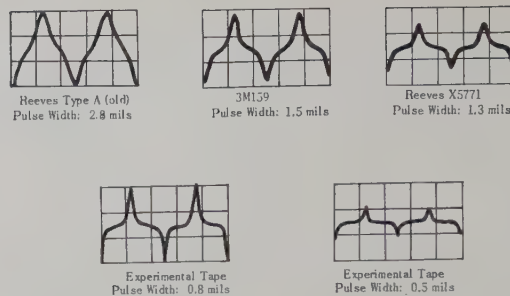 Reeves Type A (old)
Pulse Width: 2.8 mils
3M159
Pulse Width: 1.5 mils
Reeves X5771
Pulse Width: 1.3 mils
Experimental Tape
Pulse Width: 0.8 mils
Experimental Tape
Pulse Width: 0.5 mils